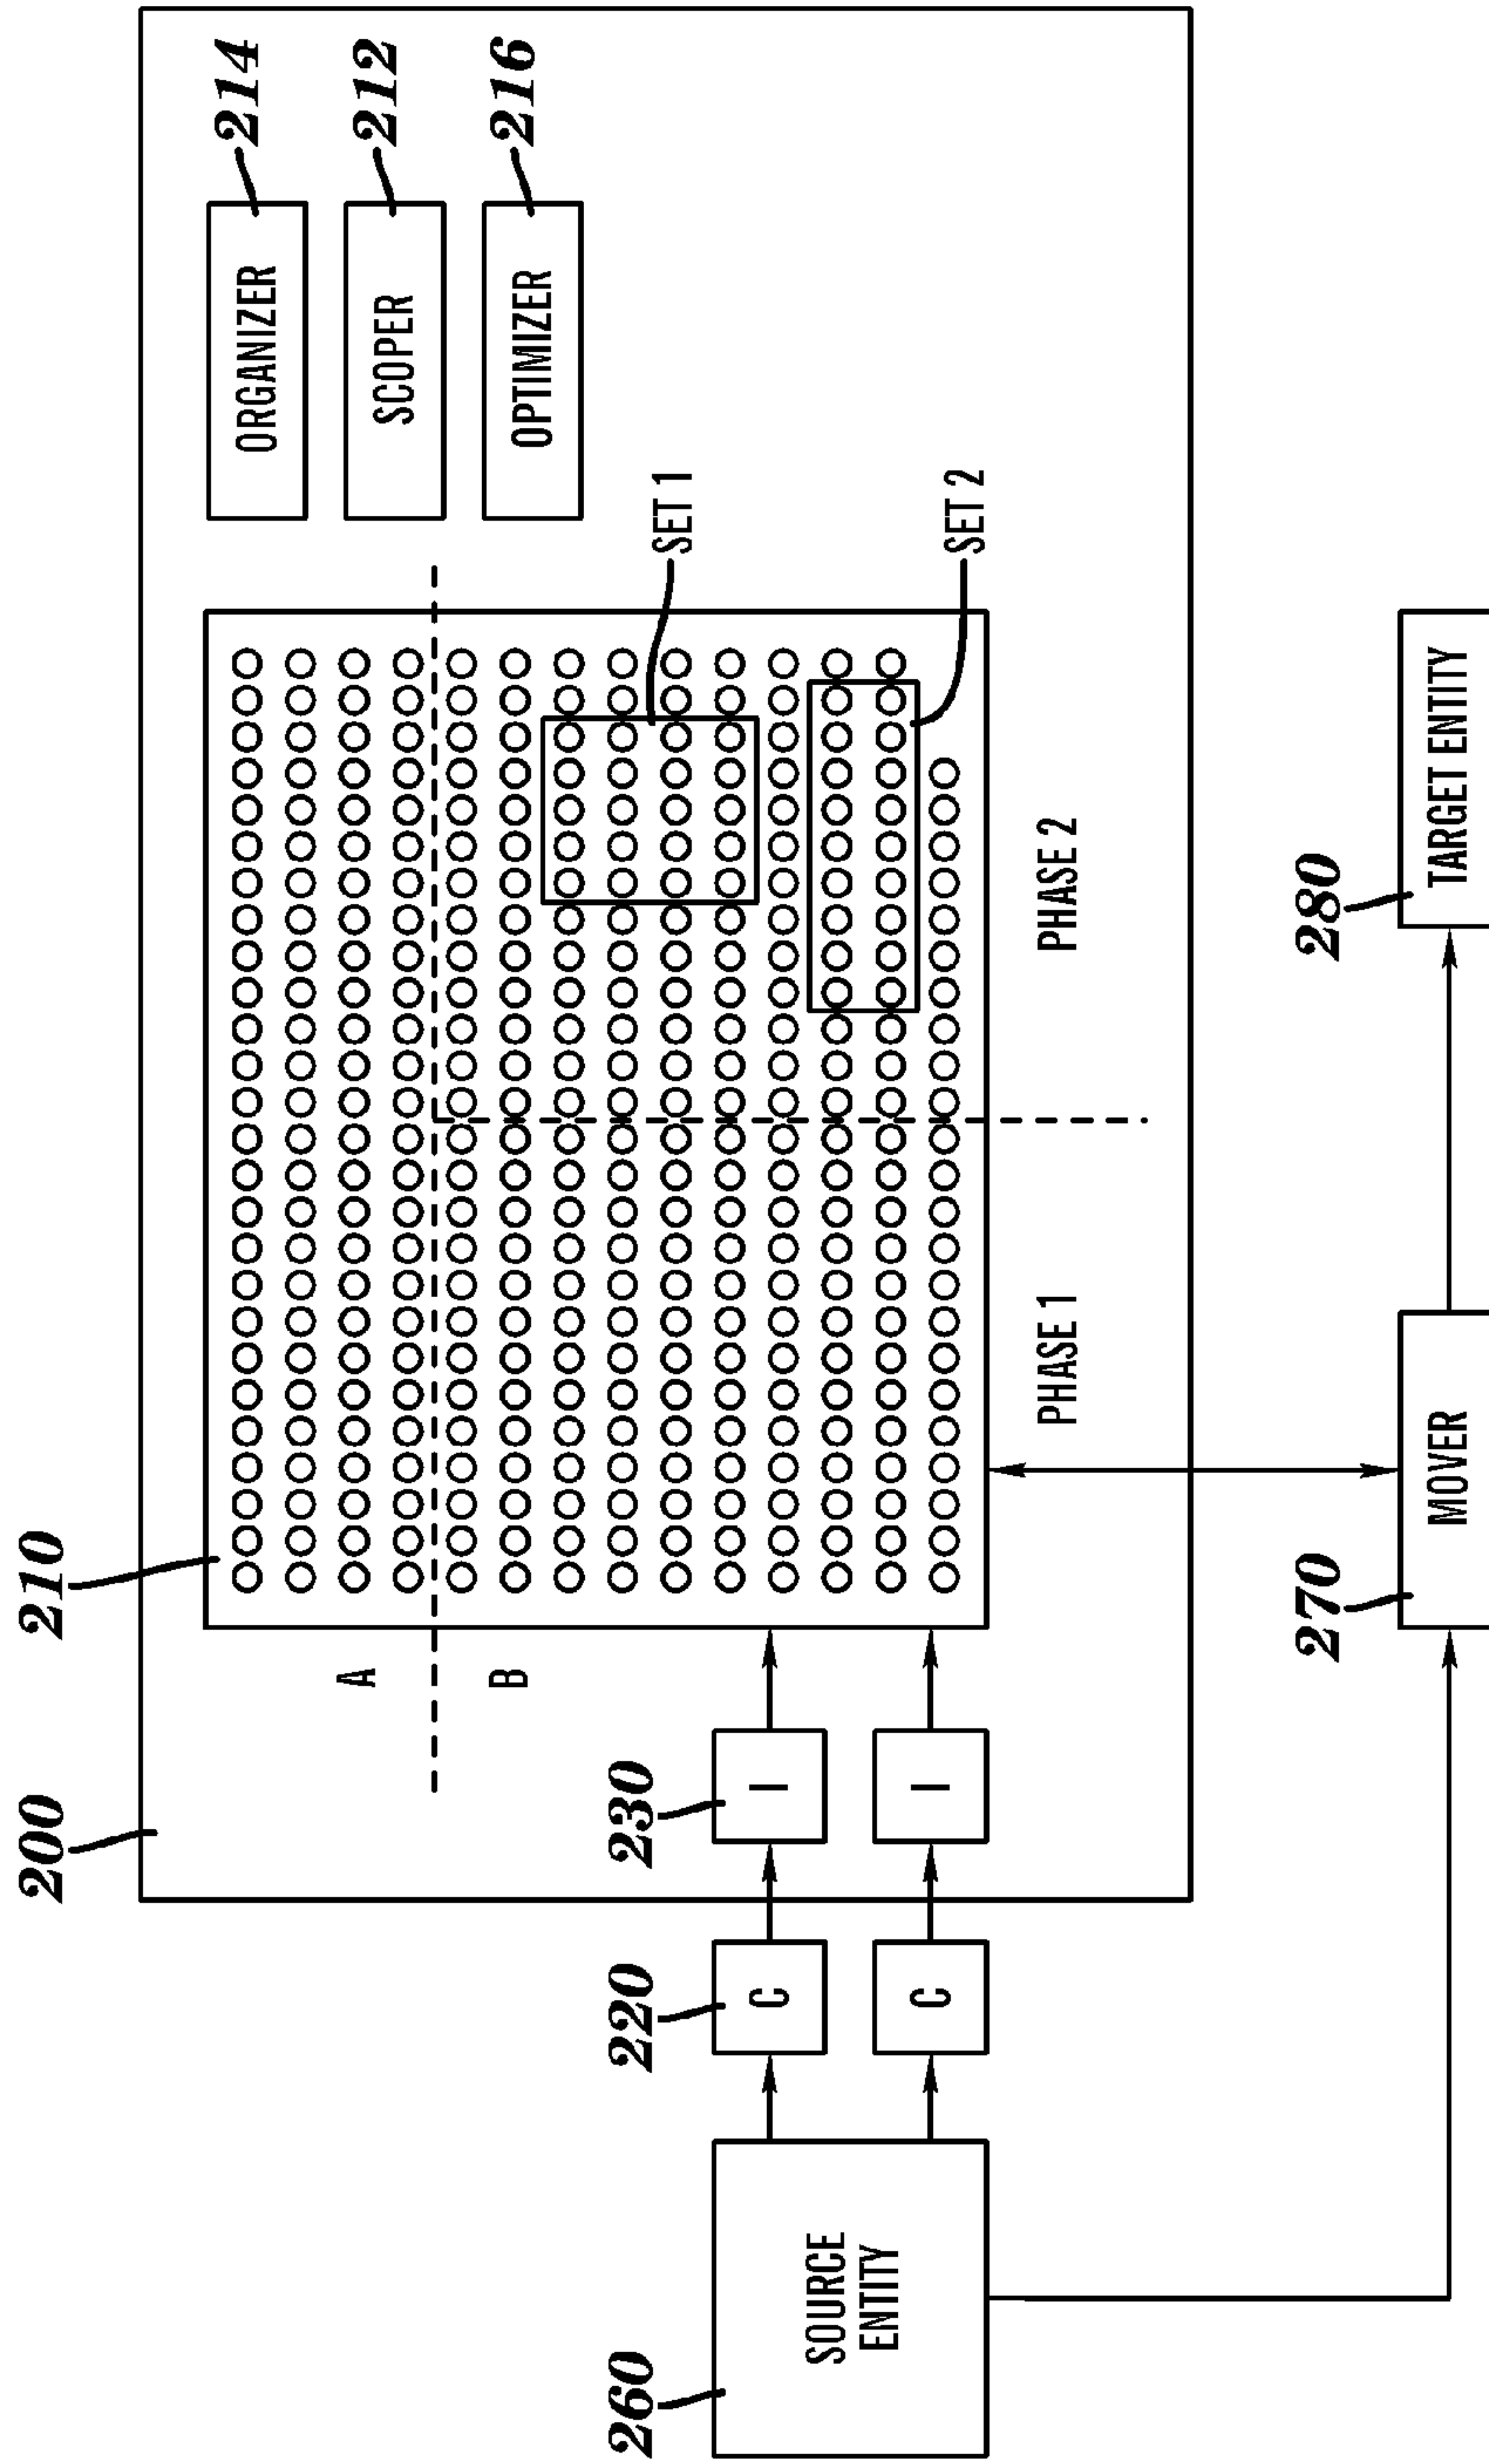 200
210
A
B
ORGANIZER
214
SCOPER
212
OPTIMIZER
216
SET 1
SET 2
260
SOURCE
ENTITY
220
C
C
230
I
I
PHASE 1
PHASE 2
270
MOVER
280
TARGET ENTITY